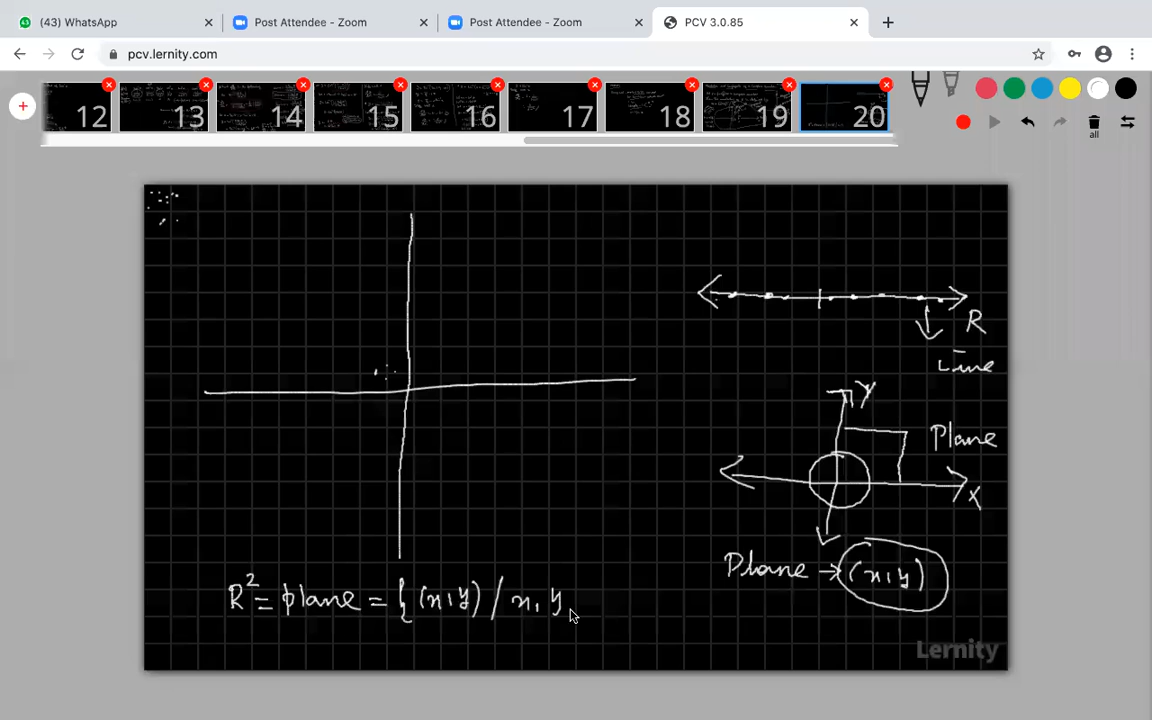 (43) WhatsApp
Post Attendee - Zoom
Post Attendee - Zoom
PCV 3.0.85
pcv.lernity.com
12
13
14
15
16
17
18
19
20
all
R
Line
Y
Plane
X
Plane → (x,y)
R² = plane = { (x,y) / x, y
Lernity